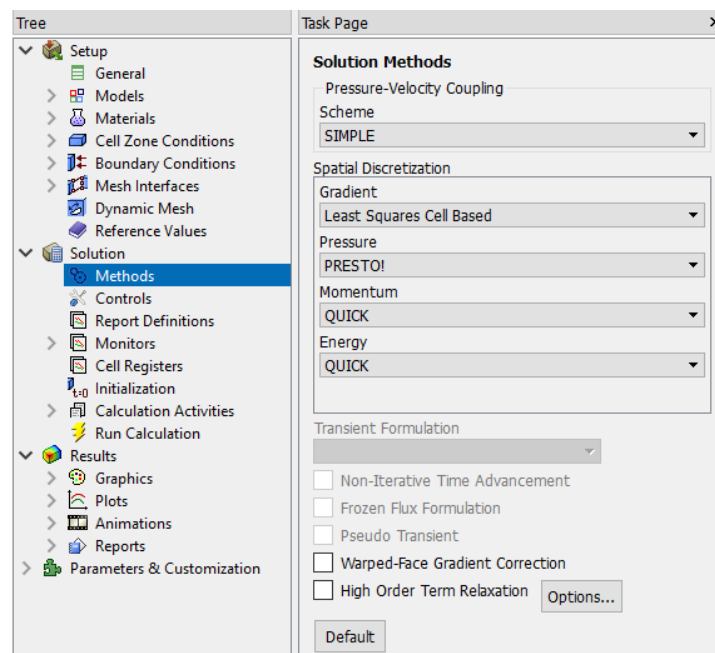 Tree
Setup
General
Models
Materials
Cell Zone Conditions
Boundary Conditions
Mesh Interfaces
Dynamic Mesh
Reference Values
Solution
Methods
Controls
Report Definitions
Monitors
Cell Registers
t=0 Initialization
Calculation Activities
Run Calculation
Results
Graphics
Plots
Animations
Reports
Parameters & Customization
Task Page
Solution Methods
Pressure-Velocity Coupling
Scheme
SIMPLE
Spatial Discretization
Gradient
Least Squares Cell Based
Pressure
PRESTO!
Momentum
QUICK
Energy
QUICK
Transient Formulation
Non-Iterative Time Advancement
Frozen Flux Formulation
Pseudo Transient
Warped-Face Gradient Correction
High Order Term Relaxation Options...
Default